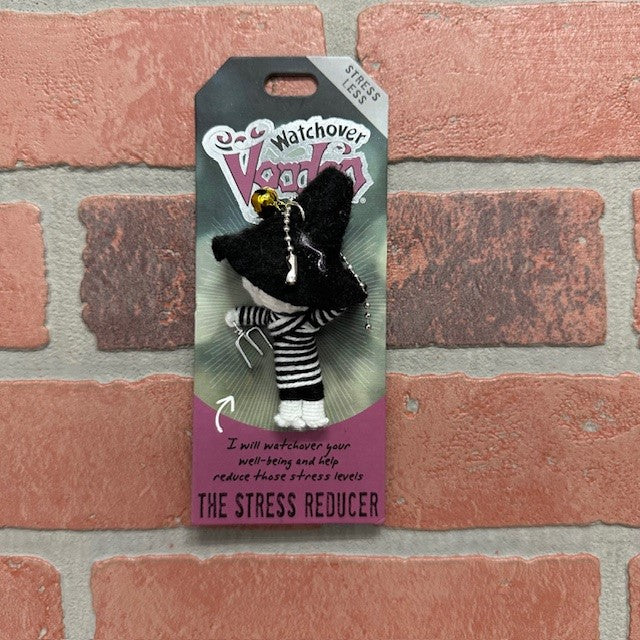 STRESS
LESS
Watchover
Voodoo
I will watchover your
well-being and help
reduce those stress levels
THE STRESS REDUCER